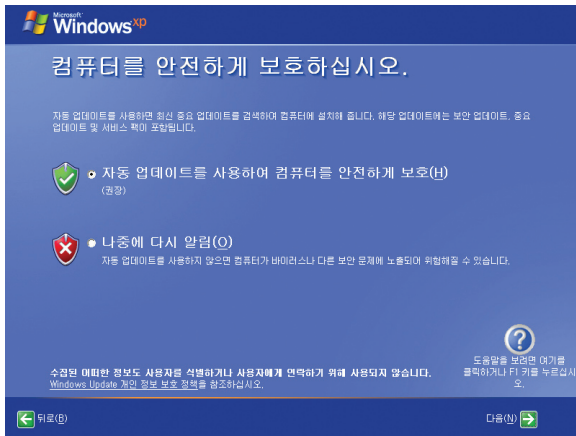 Microsoft
Windows xp
컴퓨터를 안전하게 보호하십시오.
자동 업데이트를 사용하면 최신 중요 업데이트를 검색하여 컴퓨터에 설치해 줍니다. 해당 업데이트에는 보안 업데이트, 중요
업데이트 및 서비스 팩이 포함됩니다.
자동 업데이트를 사용하여 컴퓨터를 안전하게 보호(H)
(권장)
나중에 다시 알림(O)
자동 업데이트를 사용하지 않으면 컴퓨터가 바이러스나 다른 보안 문제에 노출되어 위험해질 수 있습니다.
도움말을 보려면 여기를
클릭하거나 F1 키를 누르십시
오.
수집된 어떠한 정보도 사용자를 식별하거나 사용자에게 연락하기 위해 사용되지 않습니다.
Windows Update 개인 정보 보호 정책을 참조하십시오.
뒤로(B)
다음(N)